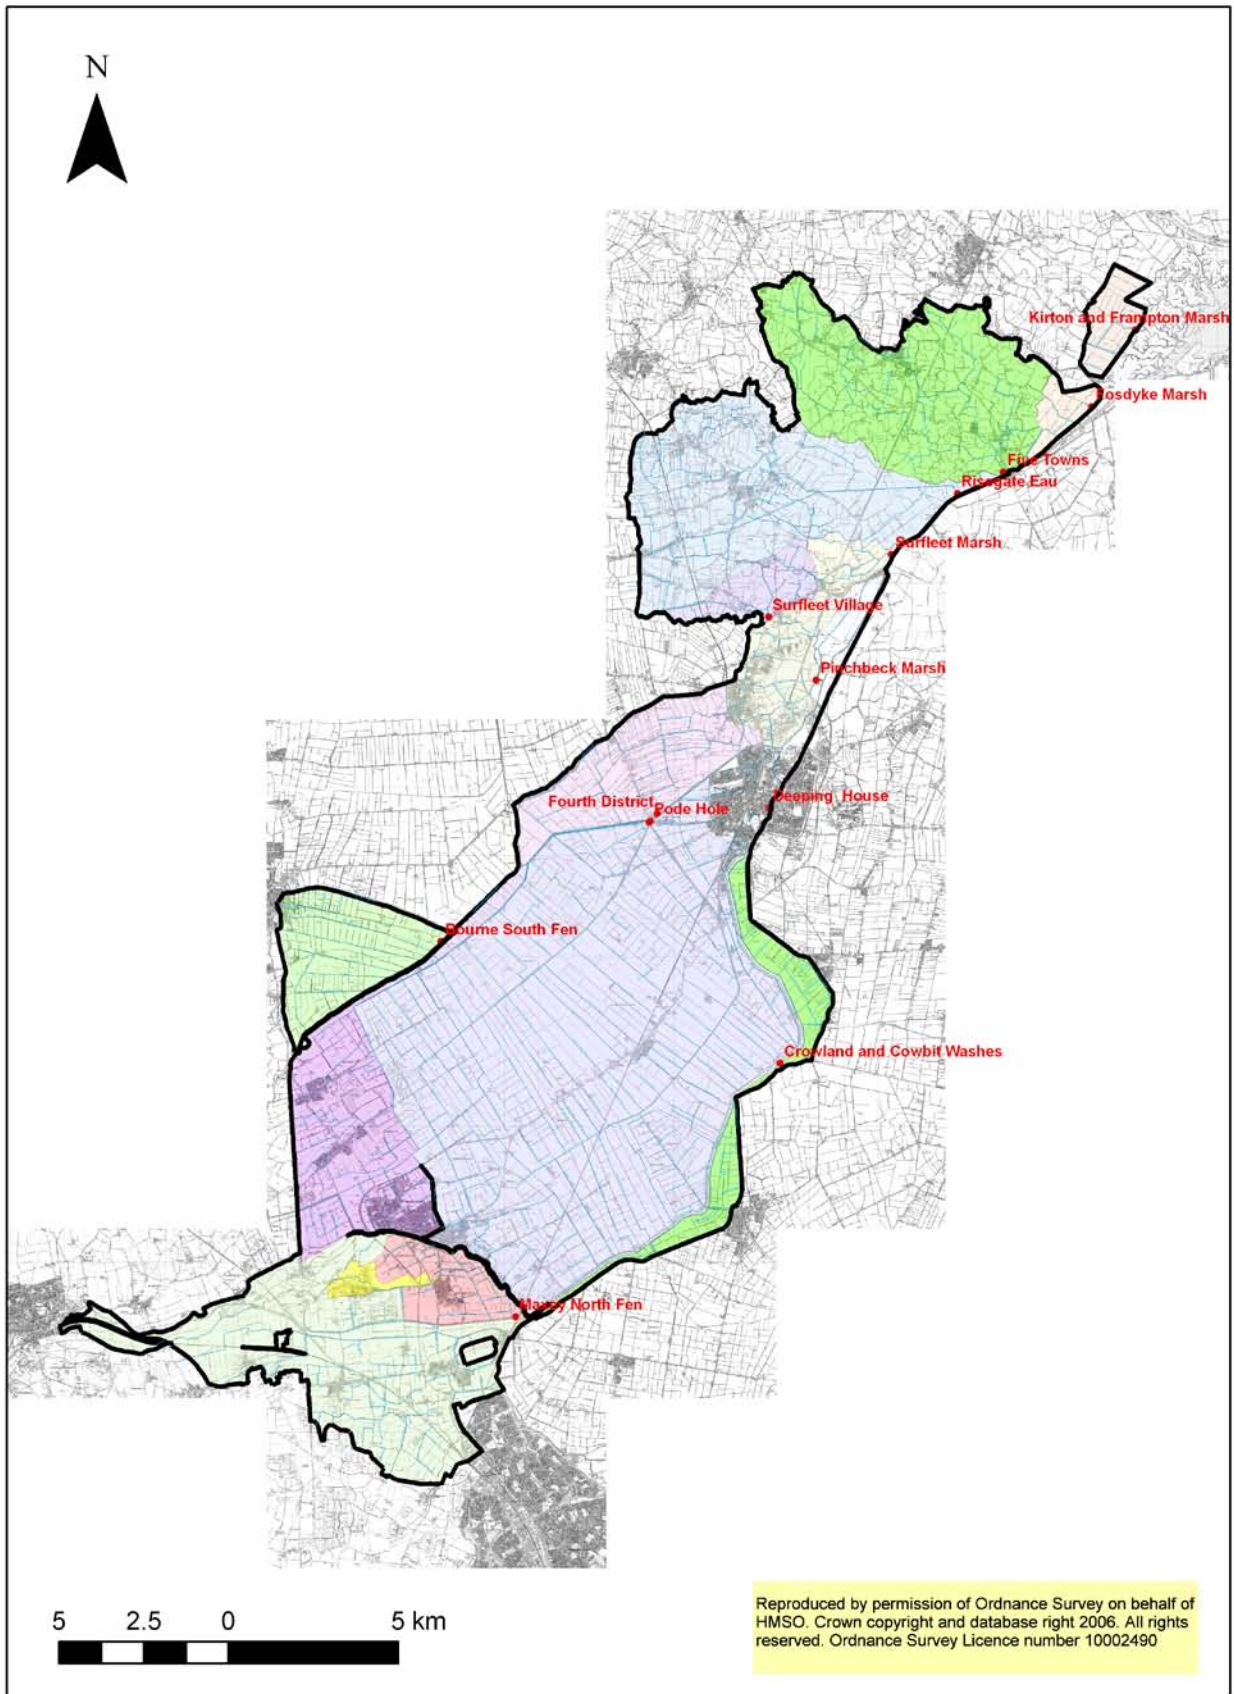 N
Kirton and Frampton Marsh
Fosdyke Marsh
Five Towns
Risegate Eau
Surfleet Marsh
Surfleet Village
Pinchbeck Marsh
Deeping House
Fourth District
Pode Hole
Bourne South Fen
Crowland and Cowbit Washes
Maxey North Fen
5 2.5 0 5 km
Reproduced by permission of Ordnance Survey on behalf of
HMSO. Crown copyright and database right 2006. All rights
reserved. Ordnance Survey Licence number 10002490